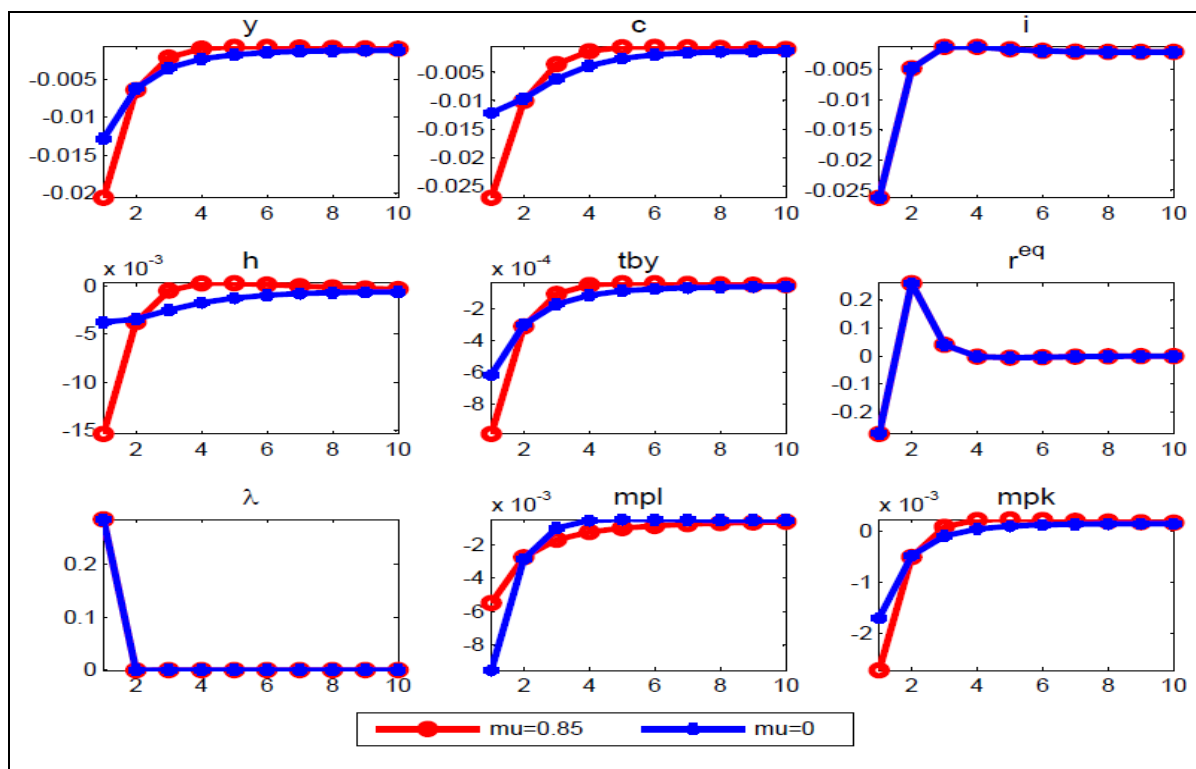 y c i
-0.005 -0.005 -0.005
-0.01 -0.01 -0.01
-0.015 -0.015 -0.015
-0.02 -0.02 -0.02
-0.025 -0.025
2 4 6 8 10 2 4 6 8 10 2 4 6 8 10
x 10⁻³ h x 10⁻⁴ tby r^eq
0 -2 0.2
-5 -4 0.1
-10 -6 0
-15 -8 -0.1
-0.2
2 4 6 8 10 2 4 6 8 10 2 4 6 8 10
λ x 10⁻³ mpl x 10⁻³ mpk
0.2 -2 0
0.1 -4 -1
0 -6 -2
-8
2 4 6 8 10 2 4 6 8 10 2 4 6 8 10
mu=0.85 mu=0